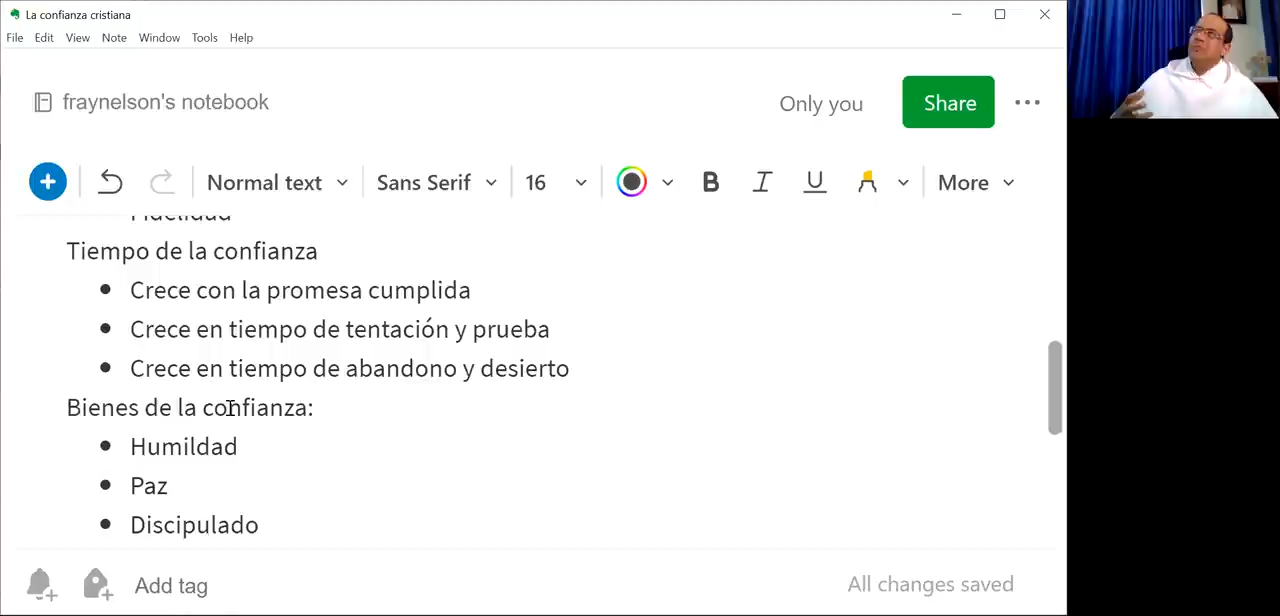 La confianza cristiana
File Edit View Note Window Tools Help
fraynelson's notebook
Only you
Share
Normal text
Sans Serif
16
B I U
More
Fidelidad
Tiempo de la confianza
Crece con la promesa cumplida
Crece en tiempo de tentación y prueba
Crece en tiempo de abandono y desierto
Bienes de la confianza:
Humildad
Paz
Discipulado
Add tag
All changes saved